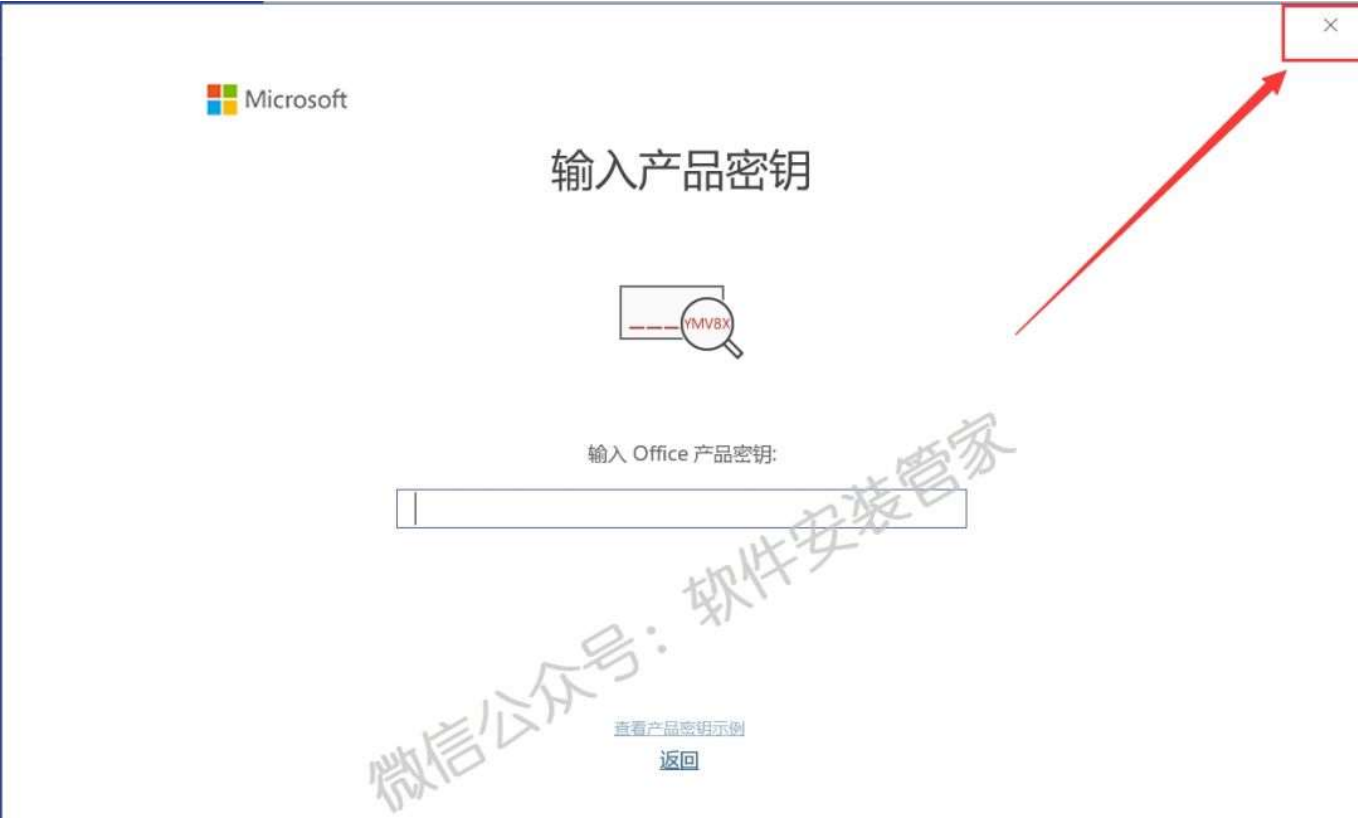 Microsoft
输入产品密钥
YMV8X
输入 Office 产品密钥:
微信公众号：软件安装管家
查看产品密钥示例
返回